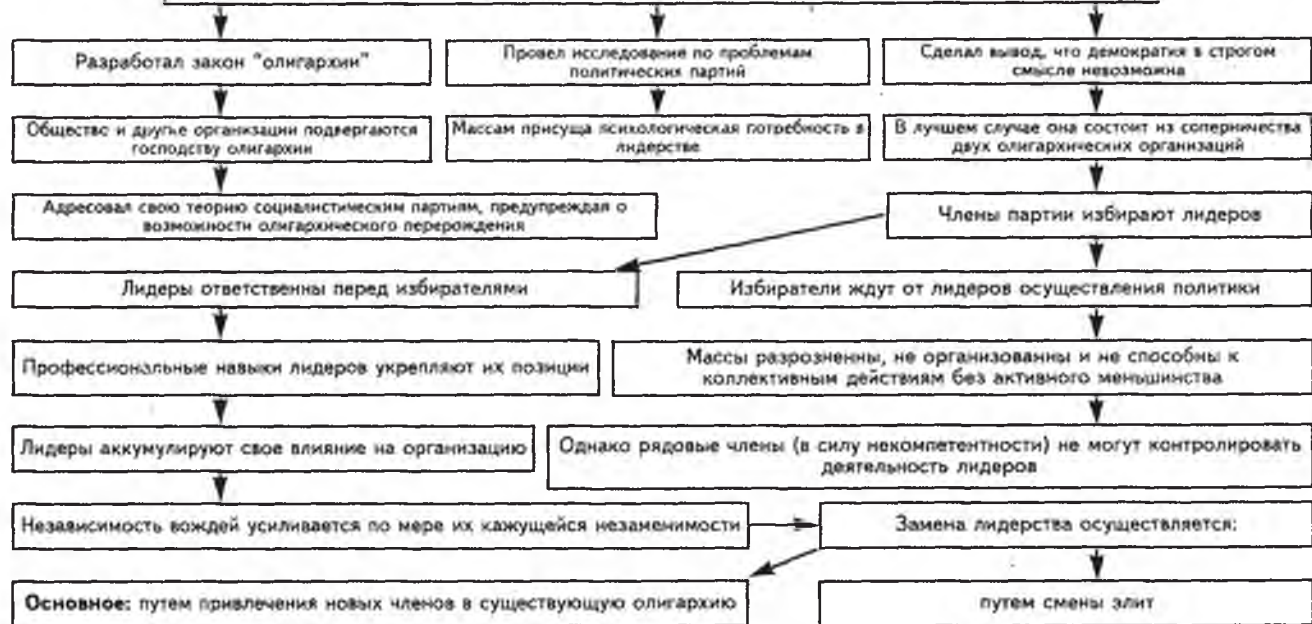 Разработал закон "олигархии"
Провел исследование по проблемам
политических партий
Сделал вывод, что демократия в строгом
смысле невозможна
Общество и другие организации подвергаются
господству олигархии
Массам присуща психологическая потребность в
лидерстве
В лучшем случае она состоит из соперничества
двух олигархических организаций
Адресовал свою теорию социалистическим партиям, предупреждая о
возможности олигархического перерождения
Члены партии избирают лидеров
Лидеры ответственны перед избирателями
Избиратели ждут от лидеров осуществления политики
Профессиональные навыки лидеров укрепляют их позиции
Массы разрозненны, не организованны и не способны к
коллективным действиям без активного меньшинства
Лидеры аккумулируют свое влияние на организацию
Однако рядовые члены (в силу некомпетентности) не могут контролировать
деятельность лидеров
Независимость вождей усиливается по мере их кажущейся незаменимости
Замена лидерства осуществляется:
Основное: путем привлечения новых членов в существующую олигархию
путем смены элит